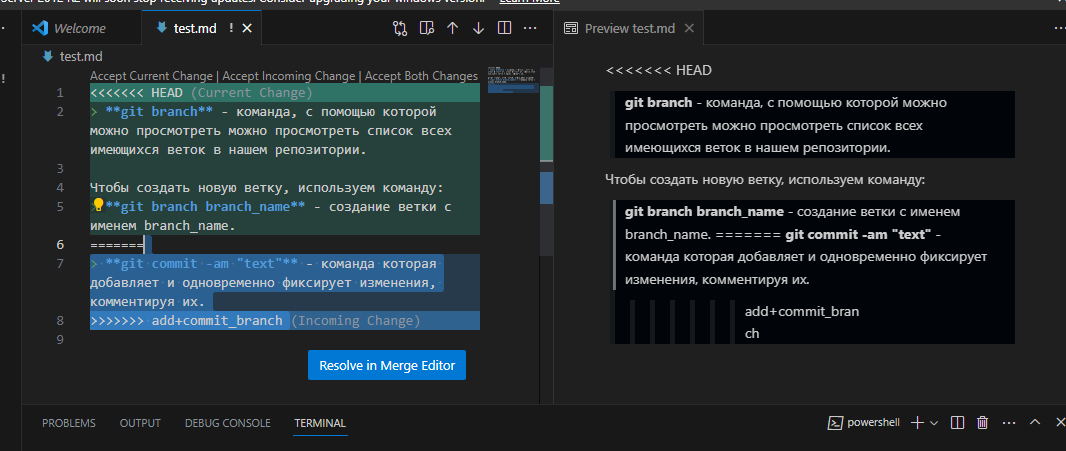 Server 2012 R2 will soon stop receiving updates. Consider upgrading your windows version. Learn More
Welcome
test.md !
Preview test.md
test.md
!
Accept Current Change | Accept Incoming Change | Accept Both Changes
1 <<<<<<< HEAD (Current Change)
2 > **git branch** - команда, с помощью которой
можно просмотреть можно просмотреть список всех
имеющихся веток в нашем репозитории.
3
4 Чтобы создать новую ветку, используем команду:
5 **git branch branch_name** - создание ветки с
именем branch_name.
6 =======
7 > **git commit -am "text"** - команда которая
добавляет и одновременно фиксирует изменения,
комментируя их.
8 >>>>>>> add+commit_branch (Incoming Change)
9
Resolve in Merge Editor
<<<<<<< HEAD
git branch - команда, с помощью которой можно
просмотреть можно просмотреть список всех
имеющихся веток в нашем репозитории.
Чтобы создать новую ветку, используем команду:
git branch branch_name - создание ветки с именем
branch_name. ======= git commit -am "text" -
команда которая добавляет и одновременно фиксирует
изменения, комментируя их.
add+commit_bran
ch
PROBLEMS OUTPUT DEBUG CONSOLE TERMINAL
powershell